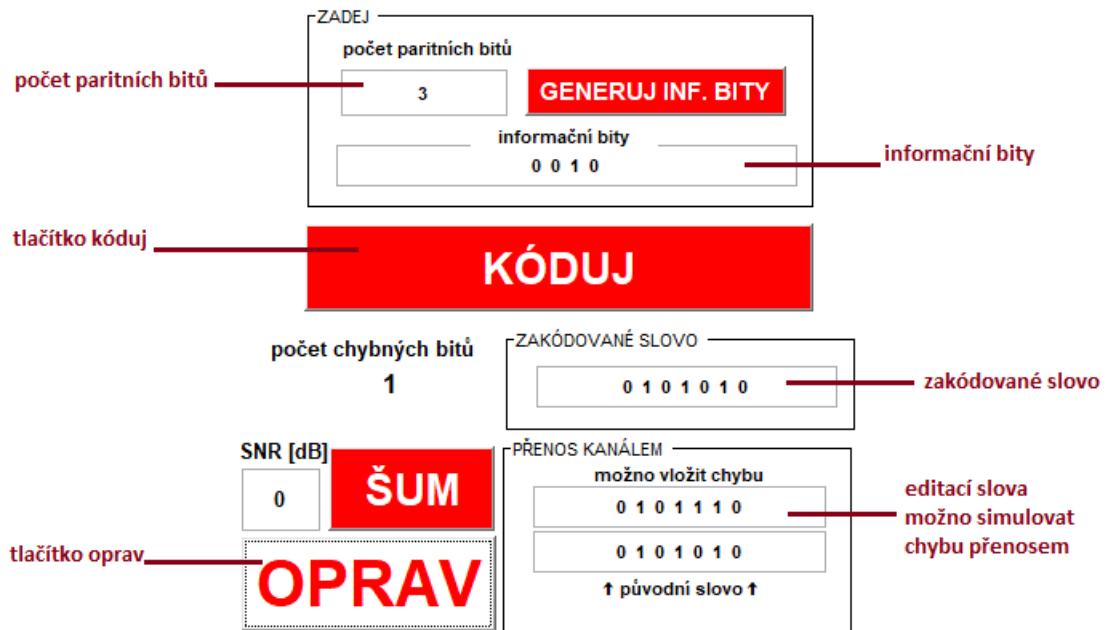 ZADEJ
počet paritních bitů
počet paritních bitů
3
GENERUJ INF. BITY
informační bity
0 0 1 0
informační bity
tlačítko kóduj
KÓDUJ
počet chybných bitů
1
ZAKÓDOVANÉ SLOVO
0 1 0 1 0 1 0
zakódované slovo
SNR [dB]
0
ŠUM
PŘENOS KANÁLEM
možno vložit chybu
0 1 0 1 1 1 0
editací slova
možno simulovat
chybu přenosem
tlačítko oprav
OPRAV
0 1 0 1 0 1 0
↑ původní slovo ↑